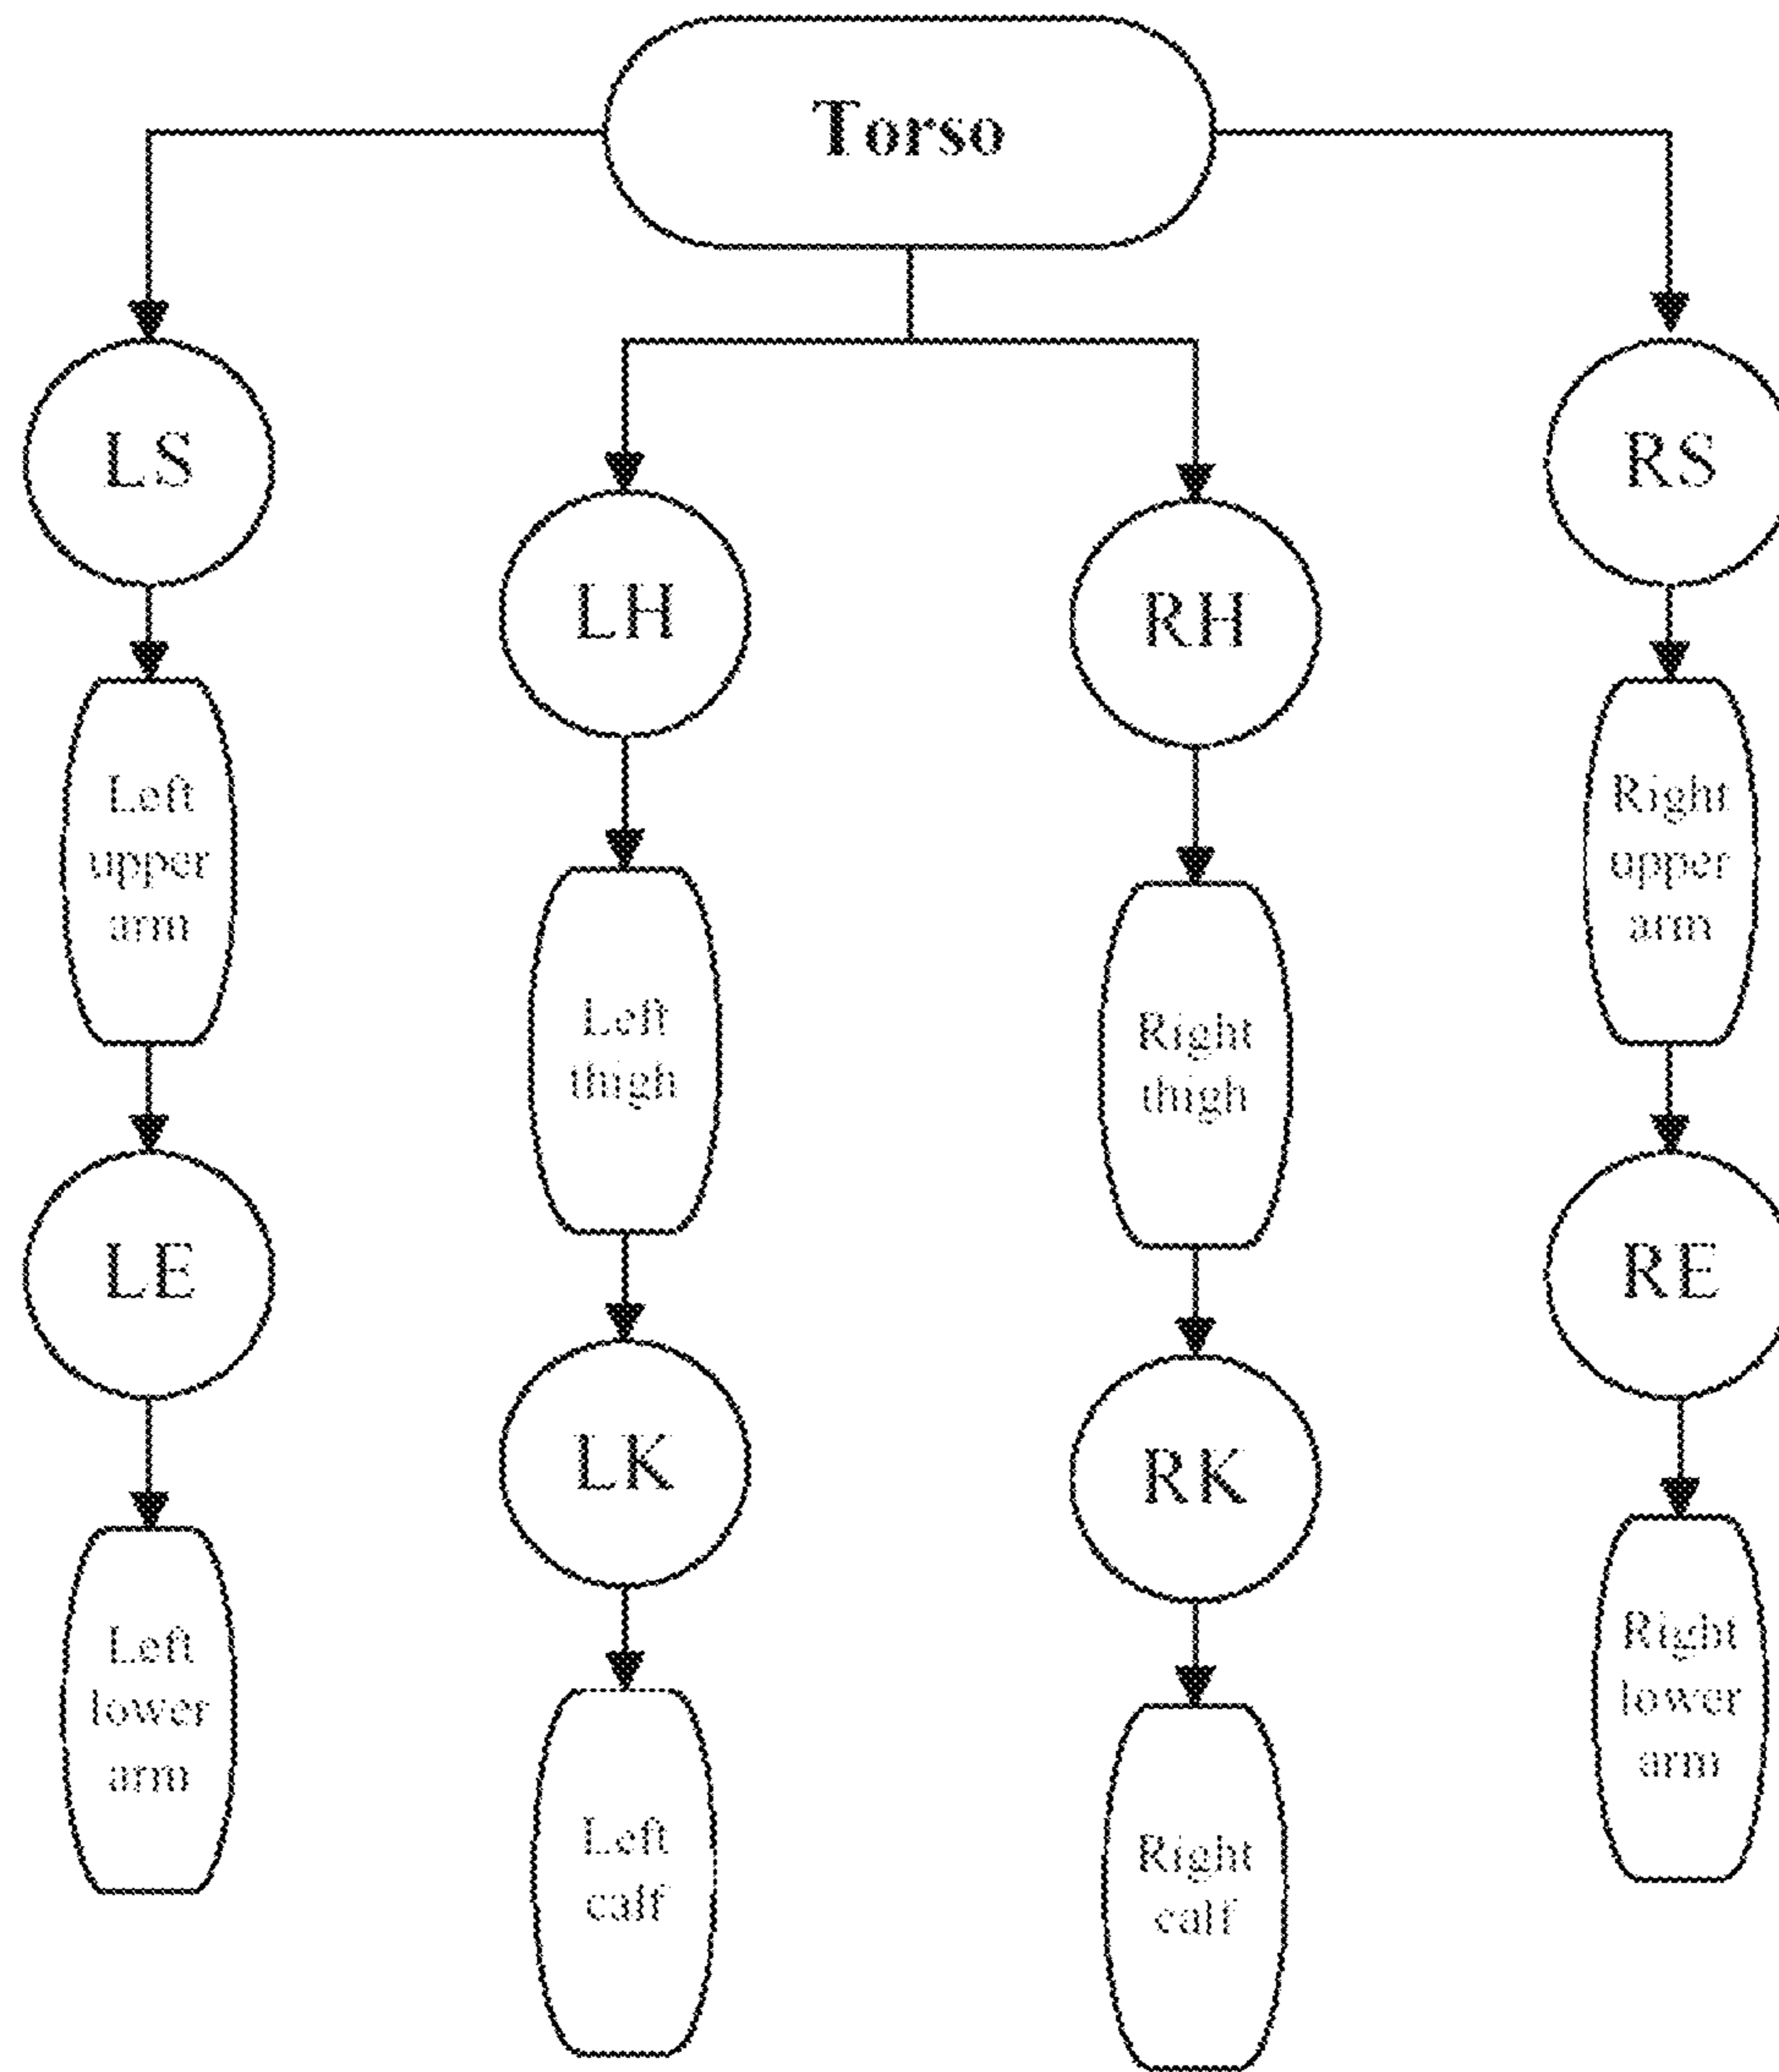 Torso
LS
RS
LH
RH
Left
upper
arm
Right
upper
arm
Left
thigh
Right
thigh
LE
RE
LK
RK
Left
lower
arm
Right
lower
arm
Left
calf
Right
calf